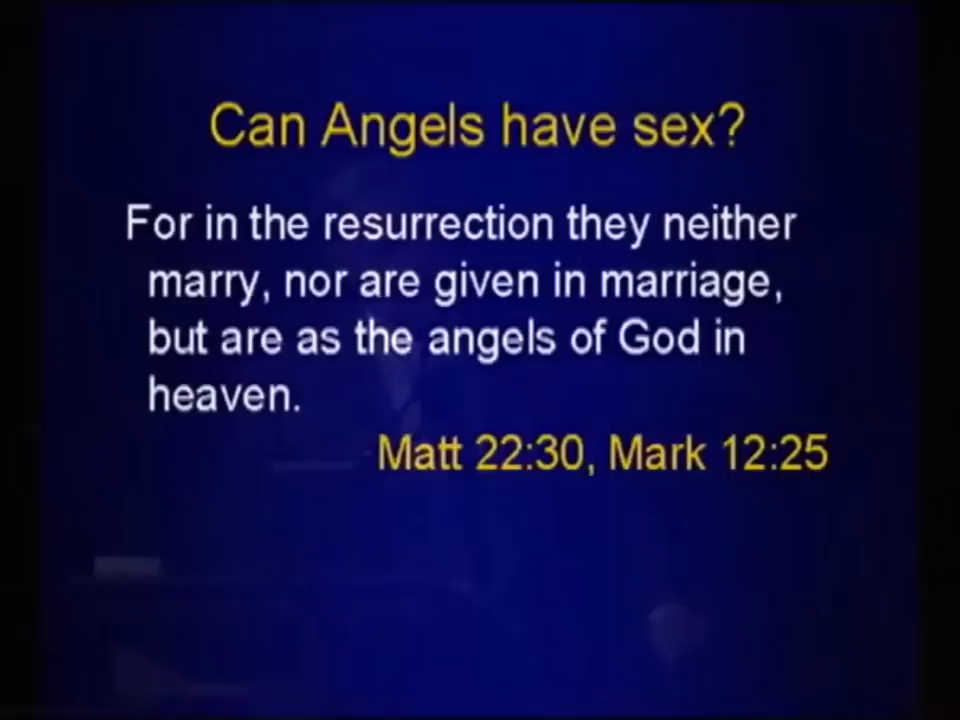 Can Angels have sex?
For in the resurrection they neither
marry, nor are given in marriage,
but are as the angels of God in
heaven.
Matt 22:30, Mark 12:25